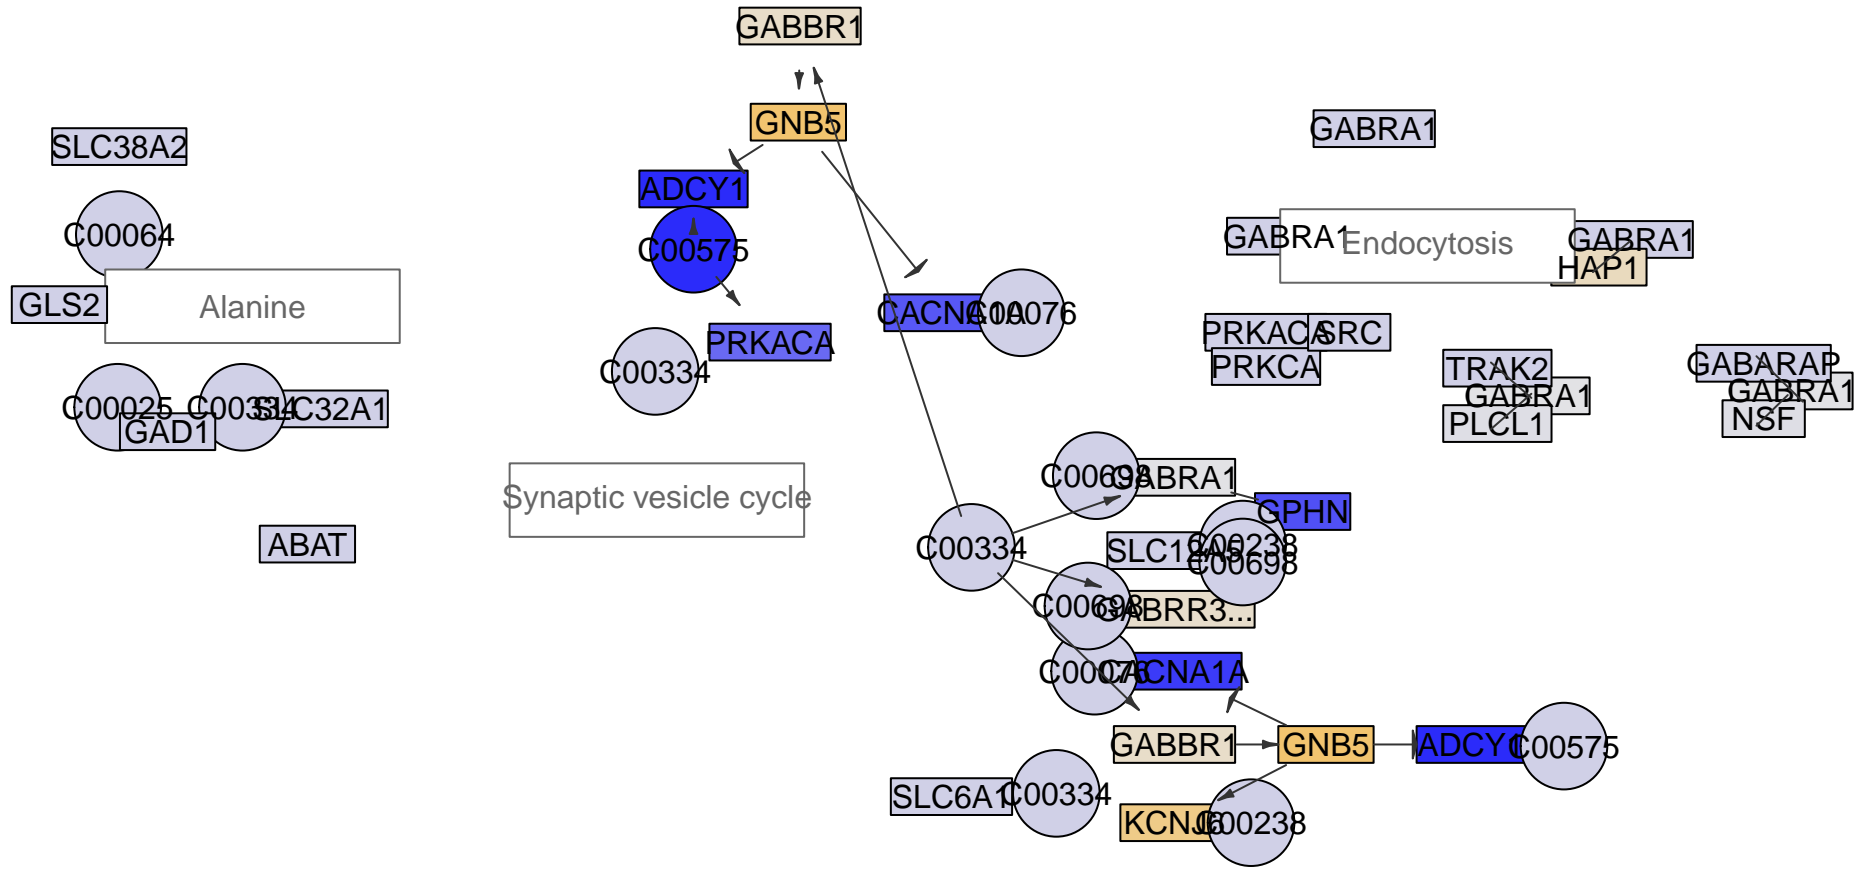 GABBR1
GNB5
GABRA1
SLC38A2
ADCY1
C00064
C00575
GABRA1
Endocytosis
GABRA1
HAP1
GLS2
Alanine
CACNA1A
C00076
PRKACA
PRKACA
SRC
C00334
PRKCA
TRAK2
GABARAP
GABRA1
GABRA1
C00025
C00334
SLC32A1
GAD1
PLCL1
NSF
C00698
GABRA1
Synaptic vesicle cycle
GPHN
ABAT
C00334
SLC12A5
C00238
C00698
C00698
GABRR3...
C00076
CACNA1A
GABBR1
GNB5
ADCY1
C00575
SLC6A1
C00334
KCNJ6
C00238